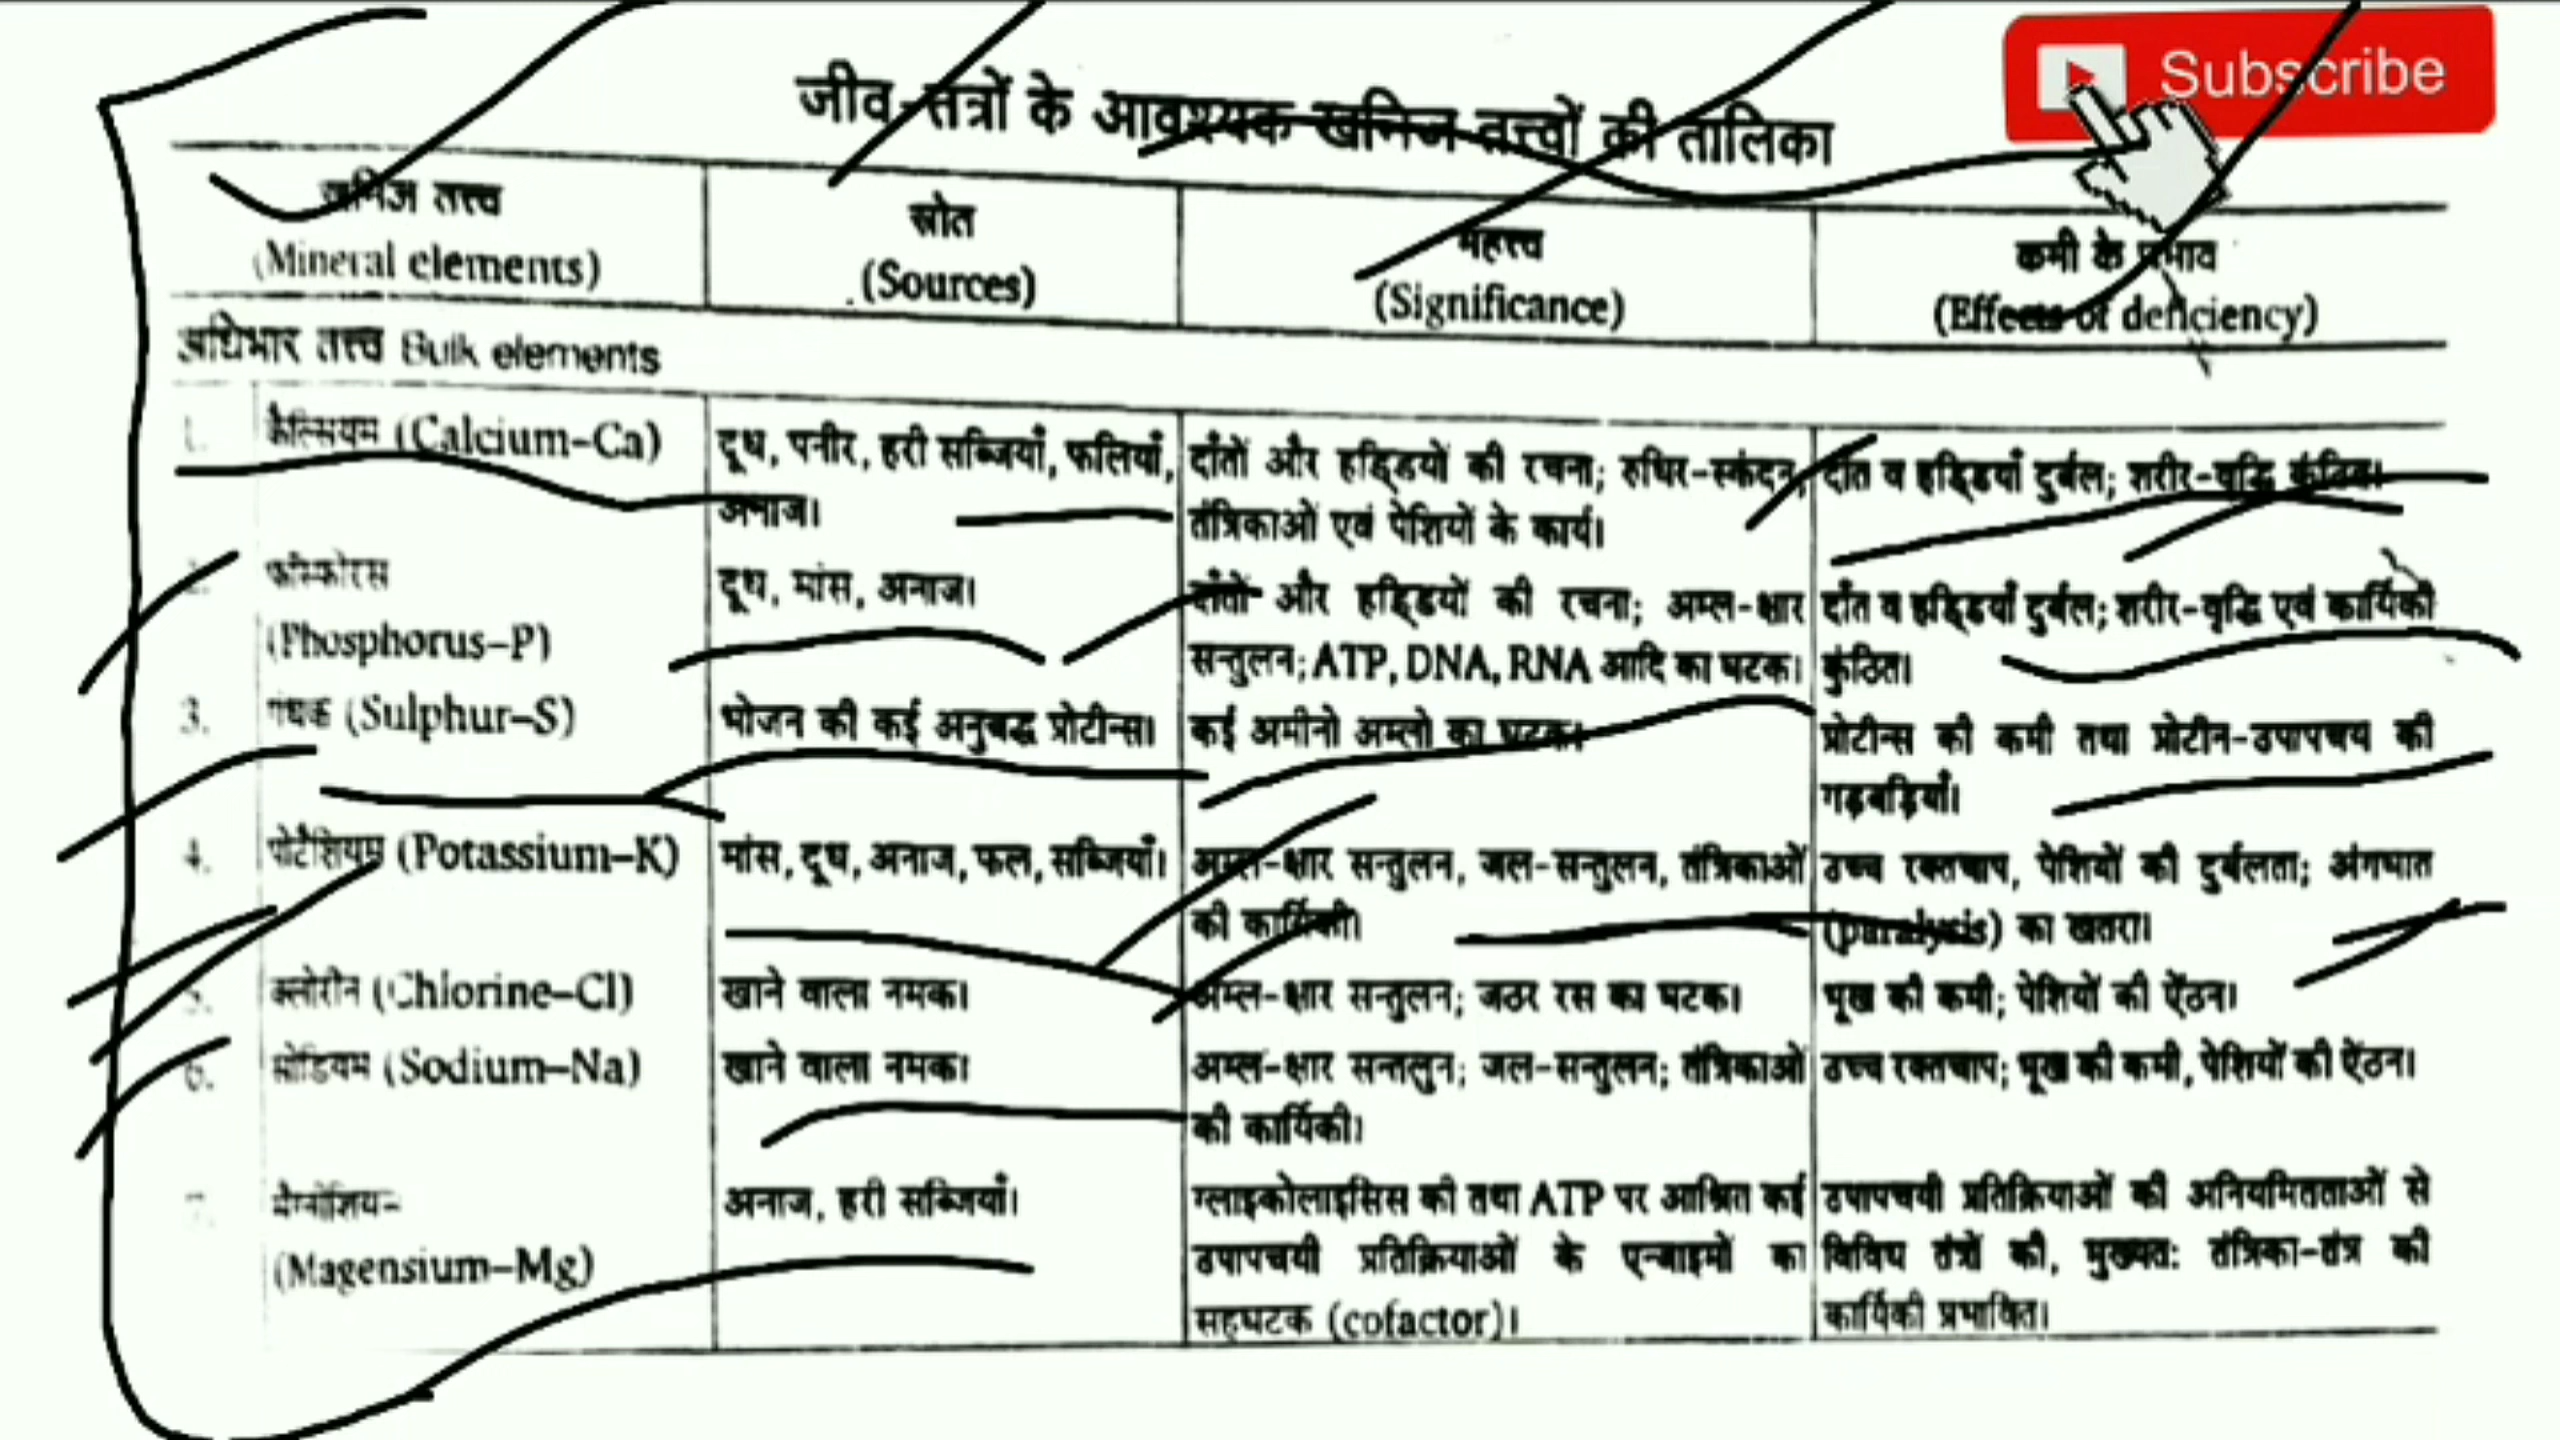 Subscribe
जीव-तंत्रों के आवश्यक खनिज तत्त्वों की तालिका
खनिज तत्त्व
(Mineral elements)
स्रोत
(Sources)
महत्त्व
(Significance)
कमी के प्रभाव
(Effects of deficiency)
अधिभार तत्त्व Bulk elements
1. कैल्सियम (Calcium–Ca)
दूध, पनीर, हरी सब्जियाँ, फलियाँ,
अनाज।
दाँतों और हड्डियों की रचना; रुधिर-स्कंदन,
तंत्रिकाओं एवं पेशियों के कार्य।
दाँत व हड्डियाँ दुर्बल; शरीर-वृद्धि कुंठित।
2. फॉस्फोरस
(Phosphorus–P)
दूध, मांस, अनाज।
दाँतों और हड्डियों की रचना; अम्ल-क्षार
सन्तुलन; ATP, DNA, RNA आदि का घटक।
दाँत व हड्डियाँ दुर्बल; शरीर-वृद्धि एवं कार्यिकी
कुंठित।
3. गंधक (Sulphur–S)
भोजन की कई अनुबद्ध प्रोटीन्स।
कई अमीनो अम्लों का घटक।
प्रोटीन्स की कमी तथा प्रोटीन-उपापचय की
गड़बड़ियाँ।
4. पोटैशियम (Potassium–K)
मांस, दूध, अनाज, फल, सब्जियाँ।
अम्ल-क्षार सन्तुलन, जल-सन्तुलन, तंत्रिकाओं
की कार्यिकी।
उच्च रक्तचाप, पेशियों की दुर्बलता; अंगघात
(paralysis) का खतरा।
5. क्लोरीन (Chlorine–Cl)
खाने वाला नमक।
अम्ल-क्षार सन्तुलन; जठर रस का घटक।
भूख की कमी; पेशियों की ऐंठन।
6. सोडियम (Sodium–Na)
खाने वाला नमक।
अम्ल-क्षार सन्तलुन; जल-सन्तुलन; तंत्रिकाओं
की कार्यिकी।
उच्च रक्तचाप; भूख की कमी, पेशियों की ऐंठन।
7.
(Magensium–Mg)
अनाज, हरी सब्जियाँ।
ग्लाइकोलाइसिस की तथा ATP पर आश्रित कई
उपापचयी प्रतिक्रियाओं के एन्जाइमों का
सहघटक (cofactor)।
उपापचयी प्रतिक्रियाओं की अनियमितताओं से
विविध तंत्रों की, मुख्यतः तंत्रिका-तंत्र की
कार्यिकी प्रभावित।